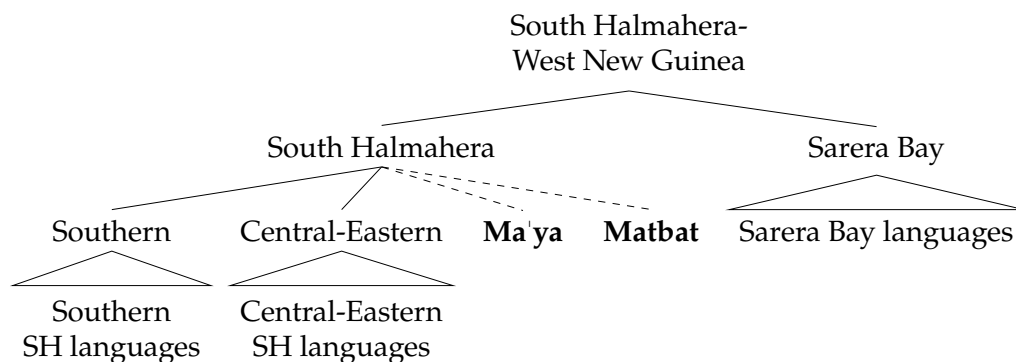 South Halmahera-
West New Guinea
South Halmahera
Sarera Bay
Southern
Central-Eastern
Maˈya
Matbat
Sarera Bay languages
Southern
SH languages
Central-Eastern
SH languages